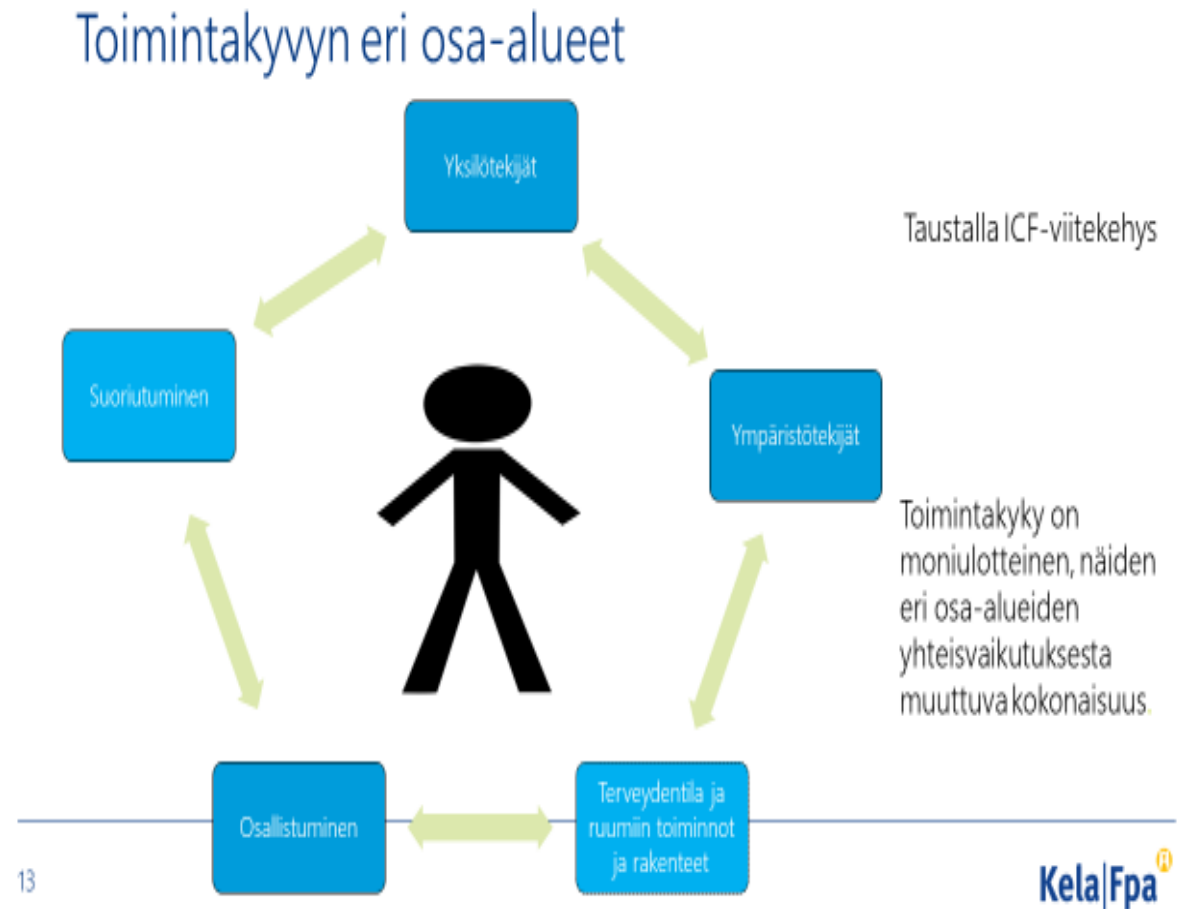 Toimintakyvyn eri osa-alueet
Yksilötekijät
Taustalla ICF-viitekehys
Suoriutuminen
Ympäristötekijät
Toimintakyky on
moniulotteinen, näiden
eri osa-alueiden
yhteisvaikutuksesta
muuttuva kokonaisuus.
Osallistuminen
Terveydentila ja
ruumiin toiminnot
ja rakenteet
13
Kela|Fpa